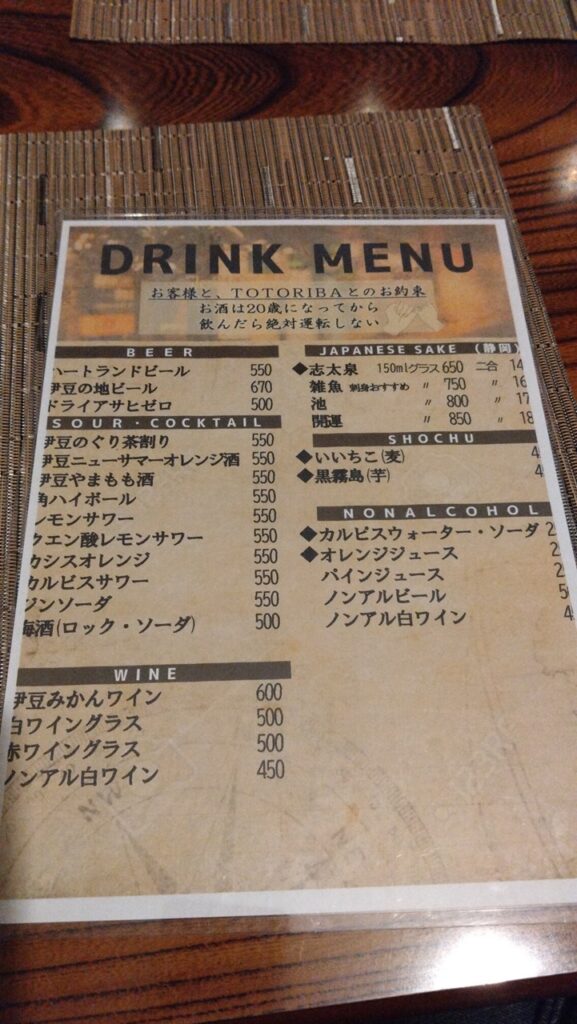 DRINK MENU
お客様と、TOTORIBAとのお約束
お酒は20歳になってから
飲んだら絶対運転しない
BEER
ハートランドビール 550
伊豆の地ビール 670
ドライアサヒゼロ 500
SOUR・COCKTAIL
伊豆のぐり茶割り 550
伊豆ニューサマーオレンジ酒 550
伊豆やまもも酒 550
角ハイボール 550
レモンサワー 550
クエン酸レモンサワー 550
カシスオレンジ 550
カルピスサワー 550
ジンソーダ 550
梅酒(ロック・ソーダ) 500
WINE
伊豆みかんワイン 600
白ワイングラス 500
赤ワイングラス 500
ノンアル白ワイン 450
JAPANESE SAKE (静岡)
◆志太泉 150mlグラス 650 二合
雑魚 刺身おすすめ 〃 750 〃
池 〃 800 〃
開運 〃 850 〃
SHOCHU
◆いいちこ(麦)
◆黒霧島(芋)
NONALCOHOL
◆カルピスウォーター・ソーダ
◆オレンジジュース
パインジュース
ノンアルビール
ノンアル白ワイン